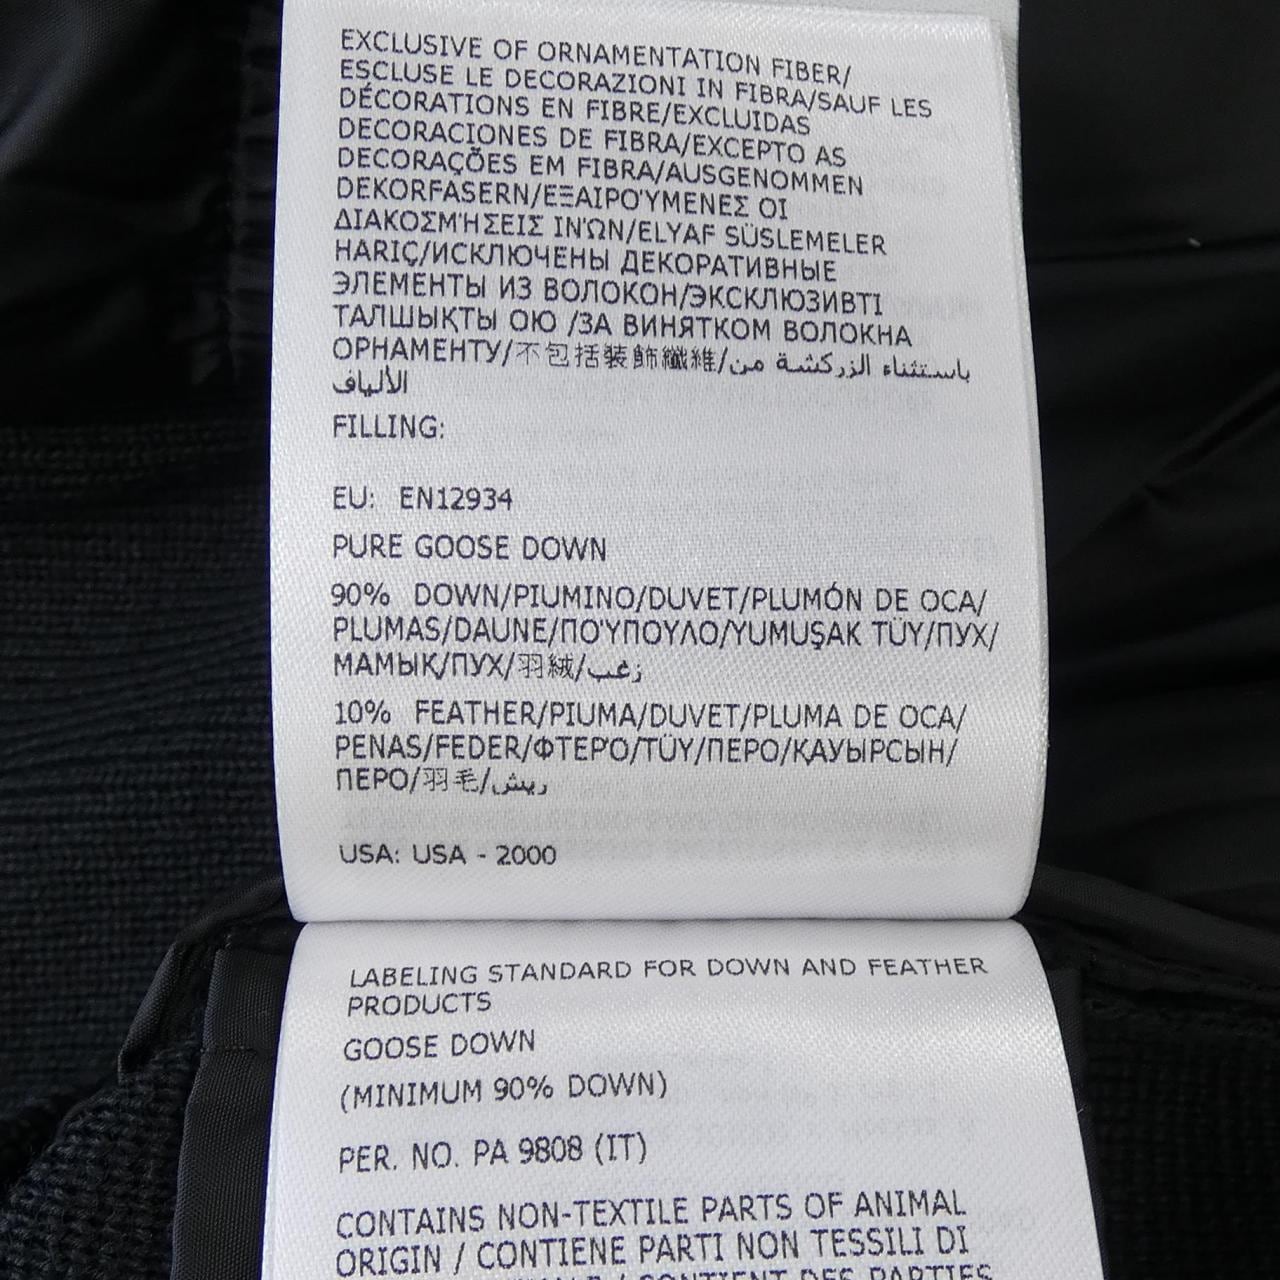 EXCLUSIVE OF ORNAMENTATION FIBER/
ESCLUSE LE DECORAZIONI IN FIBRA/SAUF LES
DÉCORATIONS EN FIBRE/EXCLUIDAS
DECORACIONES DE FIBRA/EXCEPTO AS
DECORAÇÕES EM FIBRA/AUSGENOMMEN
DEKORFASERN/ΕΞΑΙΡΟΎΜΕΝΕΣ ΟΙ
ΔΙΑΚΟΣΜΉΣΕΙΣ ΙΝΏΝ/ELYAF SÜSLEMELER
HARIÇ/ИСКЛЮЧЕНЫ ДЕКОРАТИВНЫЕ
ЭЛЕМЕНТЫ ИЗ ВОЛОКОН/ЭКСКЛЮЗИВТІ
ТАЛШЫҚТЫ ОЮ /ЗА ВИНЯТКОМ ВОЛОКНА
ОРНАМЕНТУ/不包括装飾纖維/باستثناء الزركشة من
الألياف
FILLING:
EU: EN12934
PURE GOOSE DOWN
90% DOWN/PIUMINO/DUVET/PLUMÓN DE OCA/
PLUMAS/DAUNE/ΠΟΎΠΟΥΛΟ/YUMUŞAK TÜY/ПУХ/
МАМЫҚ/ПУХ/羽絨/زغب
10% FEATHER/PIUMA/DUVET/PLUMA DE OCA/
PENAS/FEDER/ΦΤΕΡΌ/TÜY/ПЕРО/ҚАУЫРСЫН/
ПЕРО/羽毛/ريش
USA: USA - 2000
LABELING STANDARD FOR DOWN AND FEATHER
PRODUCTS
GOOSE DOWN
(MINIMUM 90% DOWN)
PER. NO. PA 9808 (IT)
CONTAINS NON-TEXTILE PARTS OF ANIMAL
ORIGIN / CONTIENE PARTI NON TESSILI DI
/ CONTIENT DES PARTIES